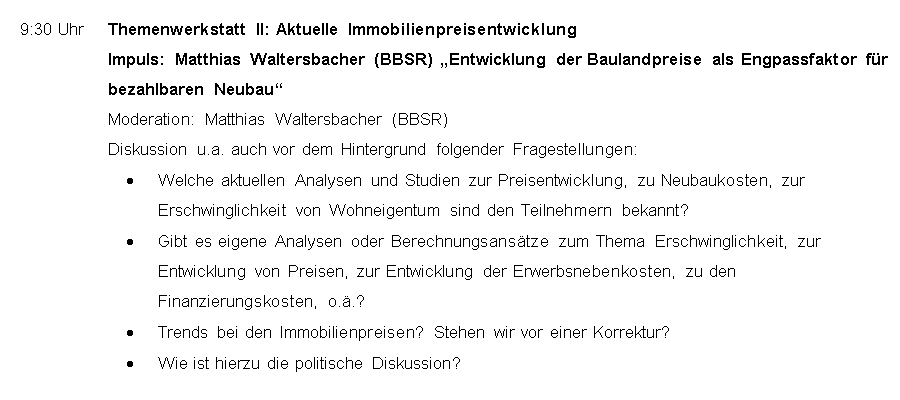 9:30 Uhr Themenwerkstatt II: Aktuelle Immobilienpreisentwicklung
Impuls: Matthias Waltersbacher (BBSR) „Entwicklung der Baulandpreise als Engpassfaktor für
bezahlbaren Neubau“
Moderation: Matthias Waltersbacher (BBSR)
Diskussion u.a. auch vor dem Hintergrund folgender Fragestellungen:
• Welche aktuellen Analysen und Studien zur Preisentwicklung, zu Neubaukosten, zur
Erschwinglichkeit von Wohneigentum sind den Teilnehmern bekannt?
• Gibt es eigene Analysen oder Berechnungsansätze zum Thema Erschwinglichkeit, zur
Entwicklung von Preisen, zur Entwicklung der Erwerbsnebenkosten, zu den
Finanzierungskosten, o.ä.?
• Trends bei den Immobilienpreisen? Stehen wir vor einer Korrektur?
• Wie ist hierzu die politische Diskussion?